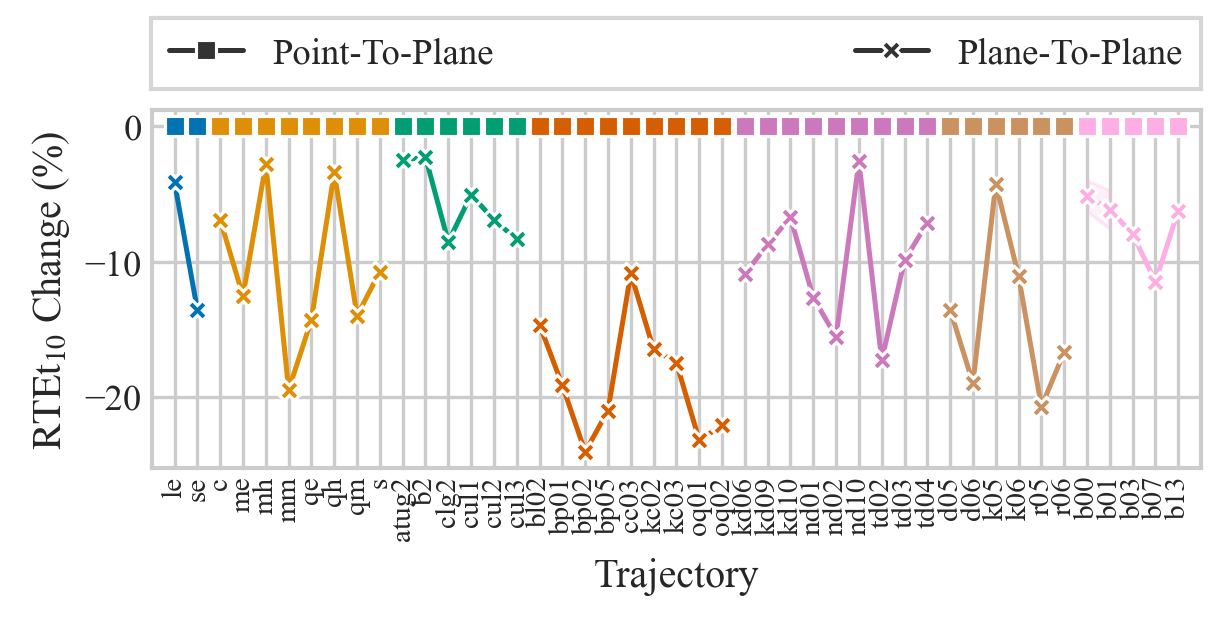 Point-To-Plane
Plane-To-Plane
RTEt10 Change (%)
0
−10
−20
le
se
c
me
mh
mm
qe
qh
qm
s
atug2
b2
clg2
cul1
cul2
cul3
bl02
bp01
bp02
bp05
cc03
kc02
kc03
oq01
oq02
kd06
kd09
kd10
nd01
nd02
nd10
td02
td03
td04
d05
d06
k05
k06
r05
r06
b00
b01
b03
b07
b13
Trajectory